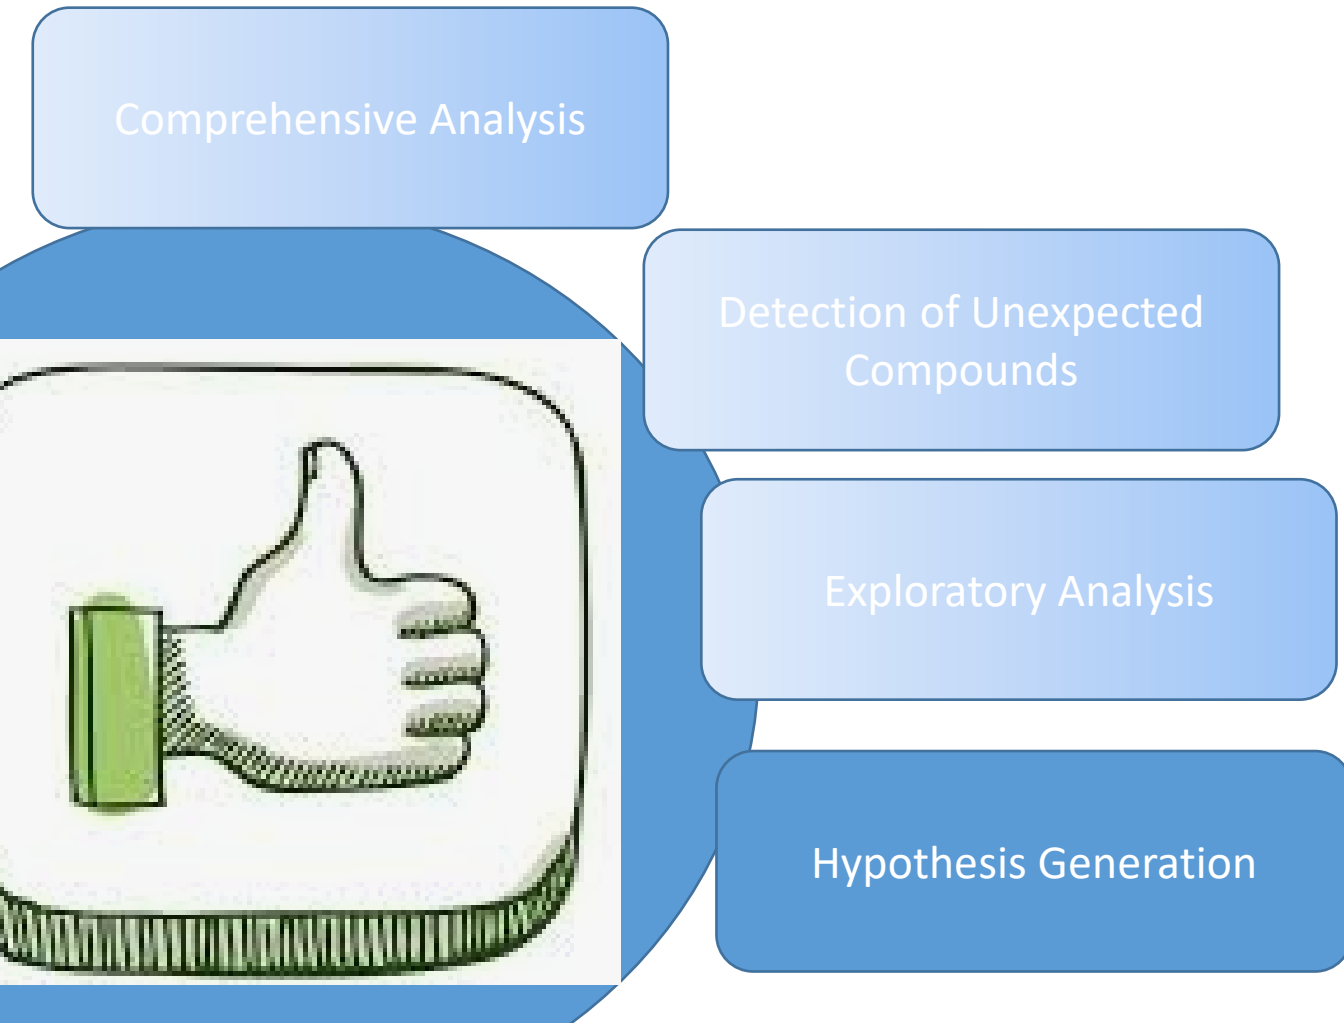 Comprehensive Analysis
Detection of Unexpected
Compounds
Exploratory Analysis
Hypothesis Generation